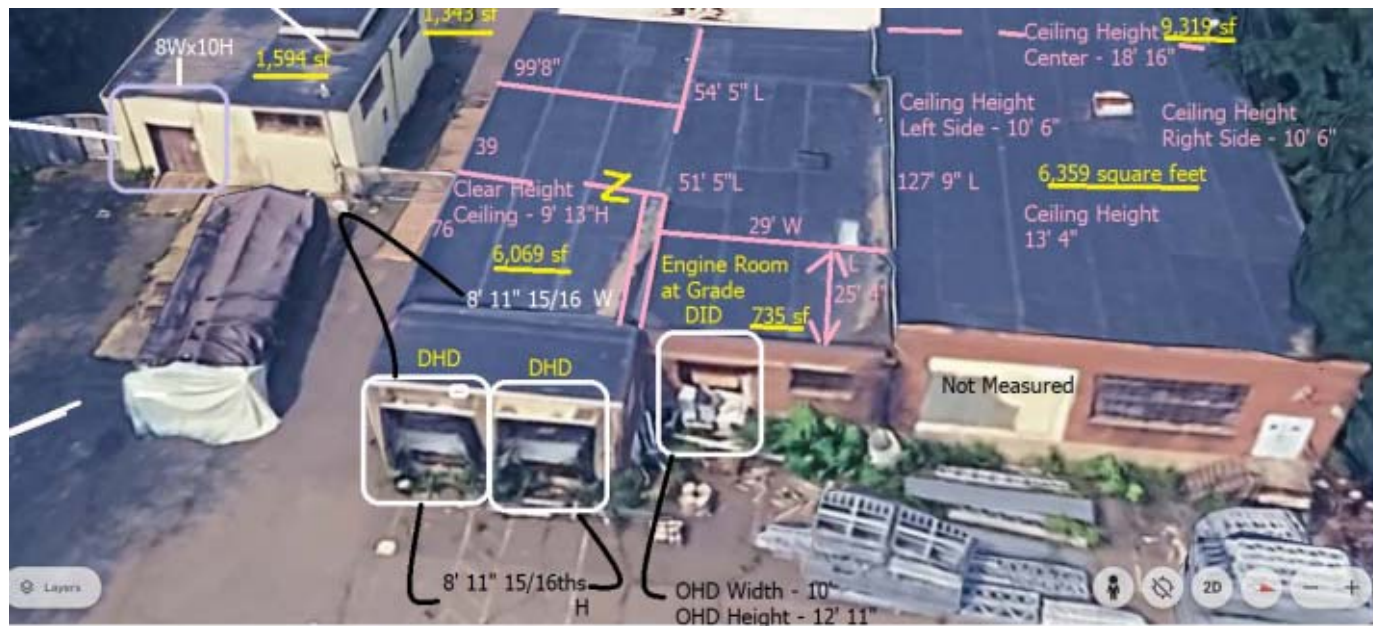 1,343 sf
8Wx10H
1,594 sf
99'8"
54' 5" L
Ceiling Height
Center - 18' 16"
9,319 sf
Ceiling Height
Left Side - 10' 6"
Ceiling Height
Right Side - 10' 6"
39
Clear Height
Ceiling - 9' 13"H
Z
51' 5"L
127' 9" L
6,359 square feet
76
29' W
Ceiling Height
13' 4"
6,069 sf
8' 11" 15/16 W
Engine Room
at Grade
DID
735 sf
L
25' 4"
DHD
DHD
Not Measured
8' 11" 15/16ths
H
OHD Width - 10'
OHD Height - 12' 11"
Layers
2D